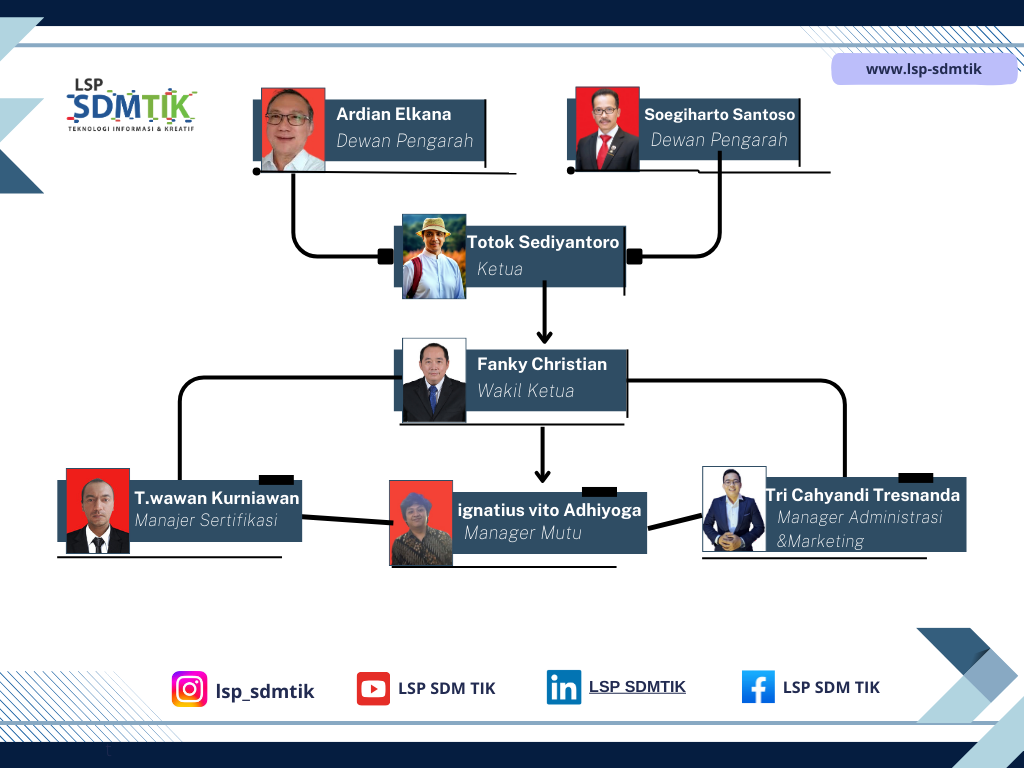 www.lsp-sdmtik
LSP
SDMTIK
TEKNOLOGI INFORMASI & KREATIF
Ardian Elkana
Dewan Pengarah
Soegiharto Santoso
Dewan Pengarah
Totok Sediyantoro
Ketua
Fanky Christian
Wakil Ketua
T.wawan Kurniawan
Manajer Sertifikasi
ignatius vito Adhiyoga
Manager Mutu
Tri Cahyandi Tresnanda
Manager Administrasi
&Marketing
lsp_sdmtik
LSP SDM TIK
in
LSP SDMTIK
f
LSP SDM TIK
t